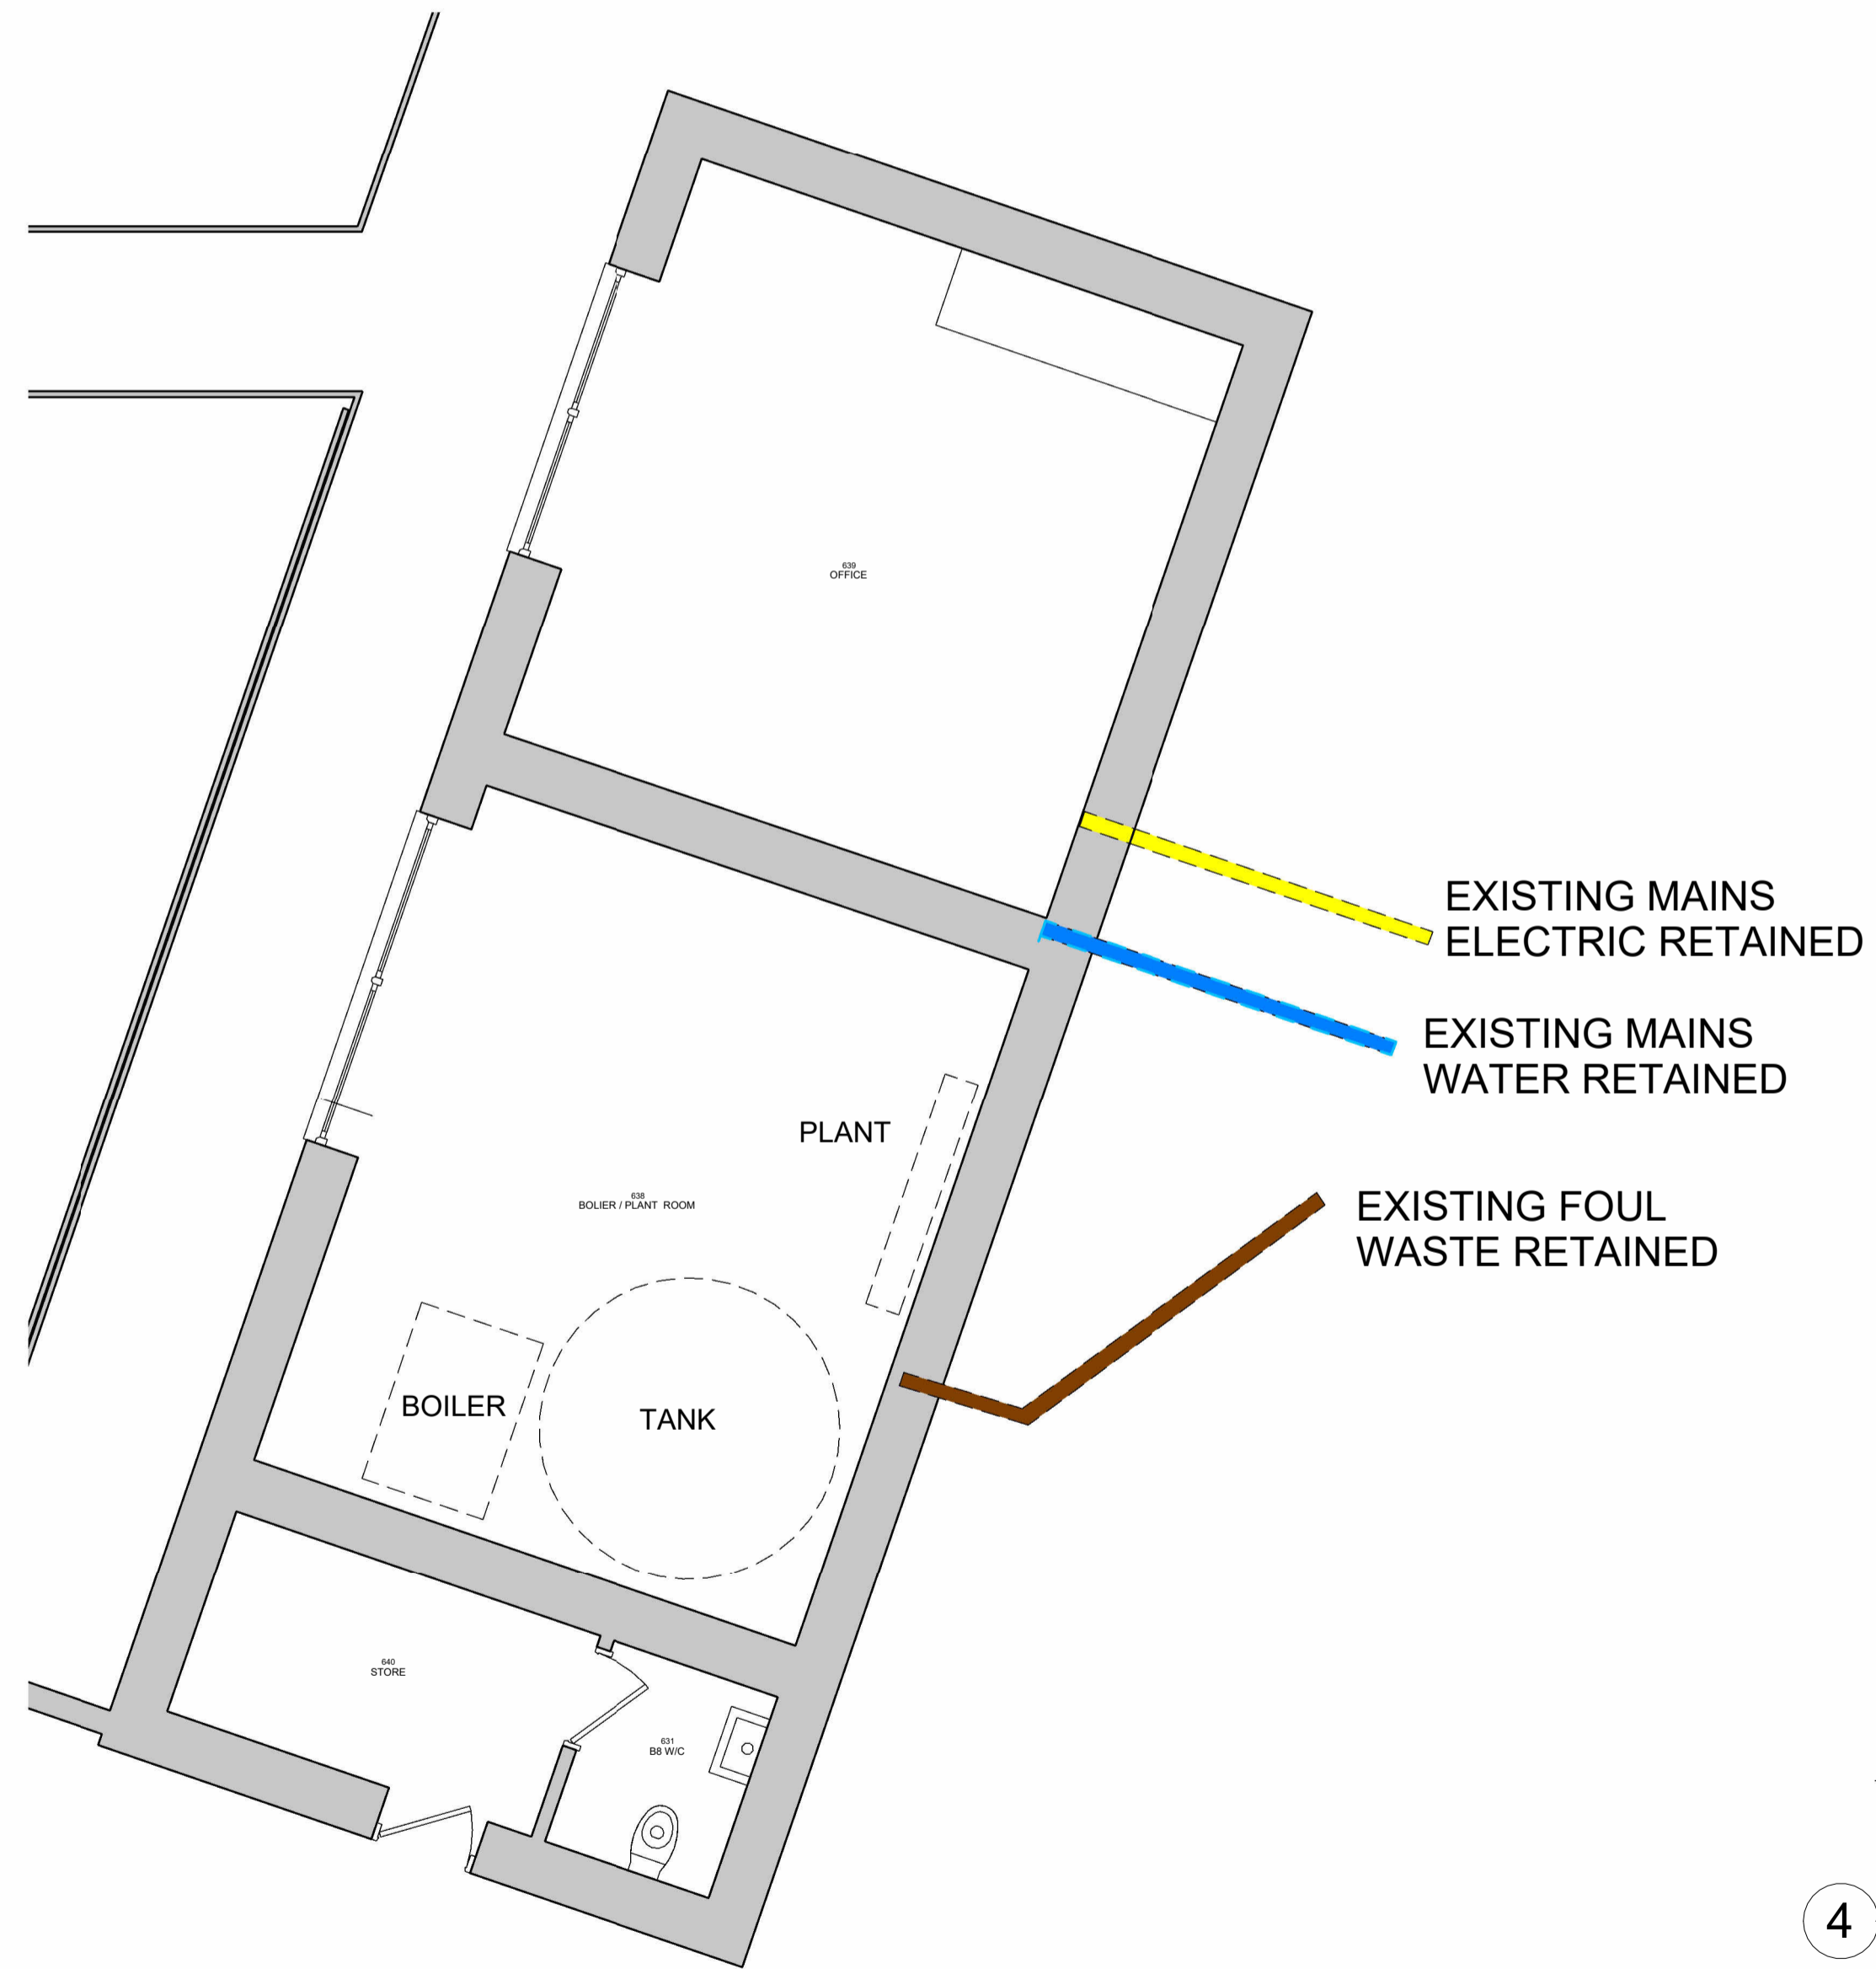 639
OFFICE
EXISTING MAINS
ELECTRIC RETAINED
EXISTING MAINS
WATER RETAINED
PLANT
638
BOLIER / PLANT ROOM
EXISTING FOUL
WASTE RETAINED
BOILER
TANK
640
STORE
631
B8 W/C
4